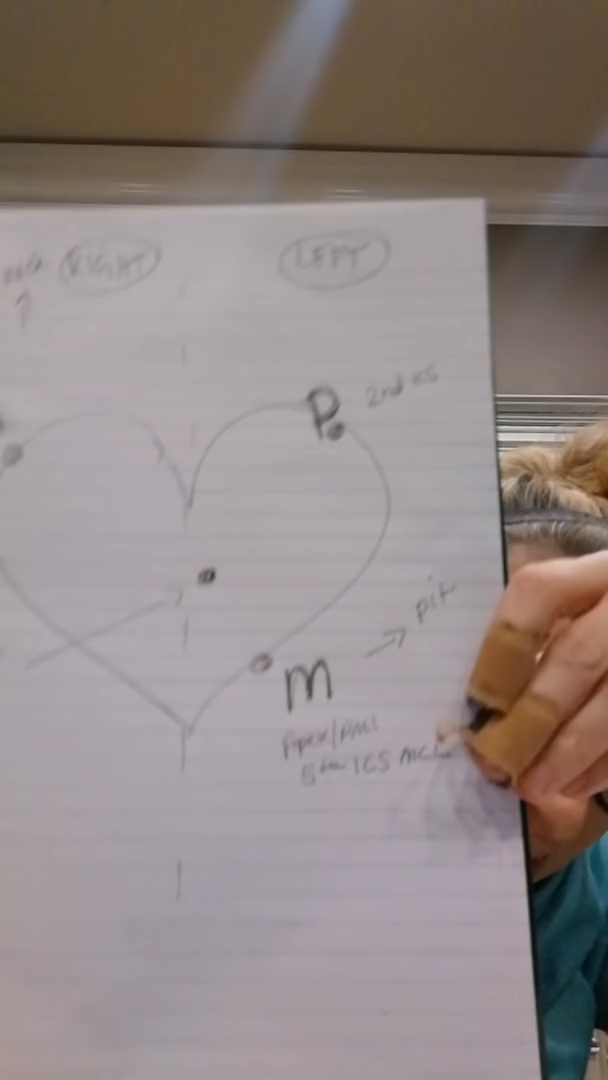 RIGHT
LEFT
?
P
2nd ICS
M
→ pit
Apex/PMI
5th ICS MCL